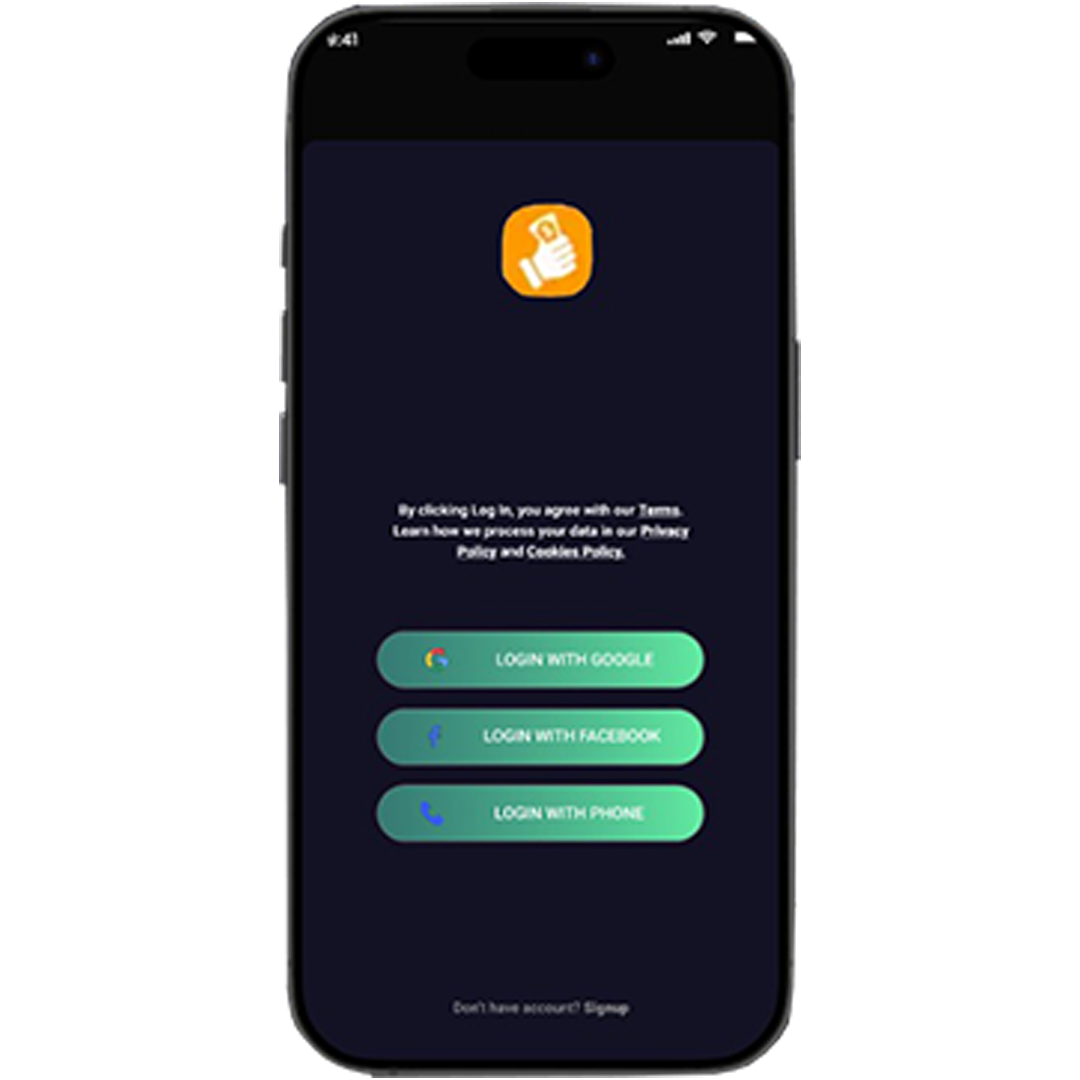 9:41
By clicking Log In, you agree with our Terms.
Learn how we process your data in our Privacy
Policy and Cookies Policy.
LOGIN WITH GOOGLE
LOGIN WITH FACEBOOK
LOGIN WITH PHONE
Don't have account? Signup